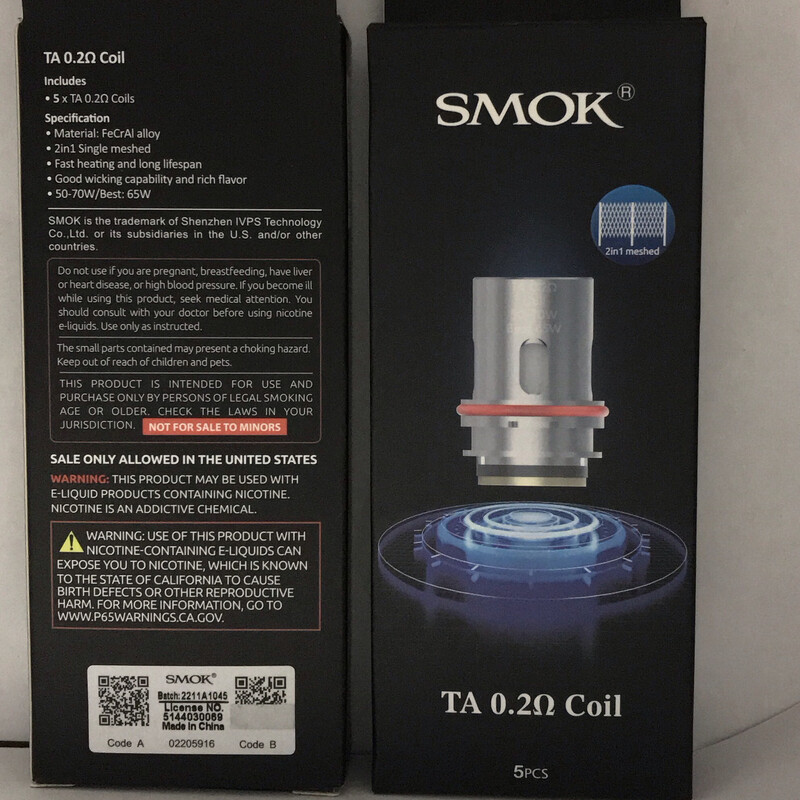 TA 0.2Ω Coil
Includes
• 5 x TA 0.2Ω Coils
Specification
• Material: FeCrAl alloy
• 2in1 Single meshed
• Fast heating and long lifespan
• Good wicking capability and rich flavor
• 50-70W/Best: 65W
SMOK is the trademark of Shenzhen IVPS Technology
Co.,Ltd. or its subsidiaries in the U.S. and/or other
countries.
Do not use if you are pregnant, breastfeeding, have liver
or heart disease, or high blood pressure. If you become ill
while using this product, seek medical attention. You
should consult with your doctor before using nicotine
e-liquids. Use only as instructed.
The small parts contained may present a choking hazard.
Keep out of reach of children and pets.
THIS PRODUCT IS INTENDED FOR USE AND
PURCHASE ONLY BY PERSONS OF LEGAL SMOKING
AGE OR OLDER. CHECK THE LAWS IN YOUR
JURISDICTION. NOT FOR SALE TO MINORS
SALE ONLY ALLOWED IN THE UNITED STATES
WARNING: THIS PRODUCT MAY BE USED WITH
E-LIQUID PRODUCTS CONTAINING NICOTINE.
NICOTINE IS AN ADDICTIVE CHEMICAL.
WARNING: USE OF THIS PRODUCT WITH
NICOTINE-CONTAINING E-LIQUIDS CAN
EXPOSE YOU TO NICOTINE, WHICH IS KNOWN
TO THE STATE OF CALIFORNIA TO CAUSE
BIRTH DEFECTS OR OTHER REPRODUCTIVE
HARM. FOR MORE INFORMATION, GO TO
WWW.P65WARNINGS.CA.GOV.
SMOK®
Batch:2211A1045
License NO.
5144030069
Made in China
Code A 02205916 Code B
SMOK®
2in1 meshed
TA 0.2Ω Coil
5PCS